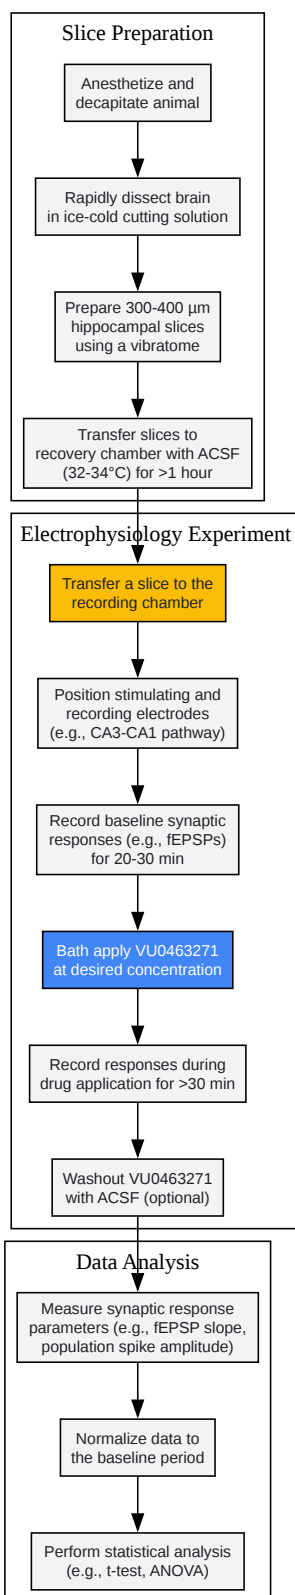 Slice Preparation
Anesthetize and
decapitate animal
Rapidly dissect brain
in ice-cold cutting solution
Prepare 300-400 µm
hippocampal slices
using a vibratome
Transfer slices to
recovery chamber with ACSF
(32-34°C) for >1 hour
Electrophysiology Experiment
Transfer a slice to the
recording chamber
Position stimulating and
recording electrodes
(e.g., CA3-CA1 pathway)
Record baseline synaptic
responses (e.g., fEPSPs)
for 20-30 min
Bath apply VU0463271
at desired concentration
Record responses during
drug application for >30 min
Washout VU0463271
with ACSF (optional)
Data Analysis
Measure synaptic response
parameters (e.g., fEPSP slope,
population spike amplitude)
Normalize data to
the baseline period
Perform statistical analysis
(e.g., t-test, ANOVA)